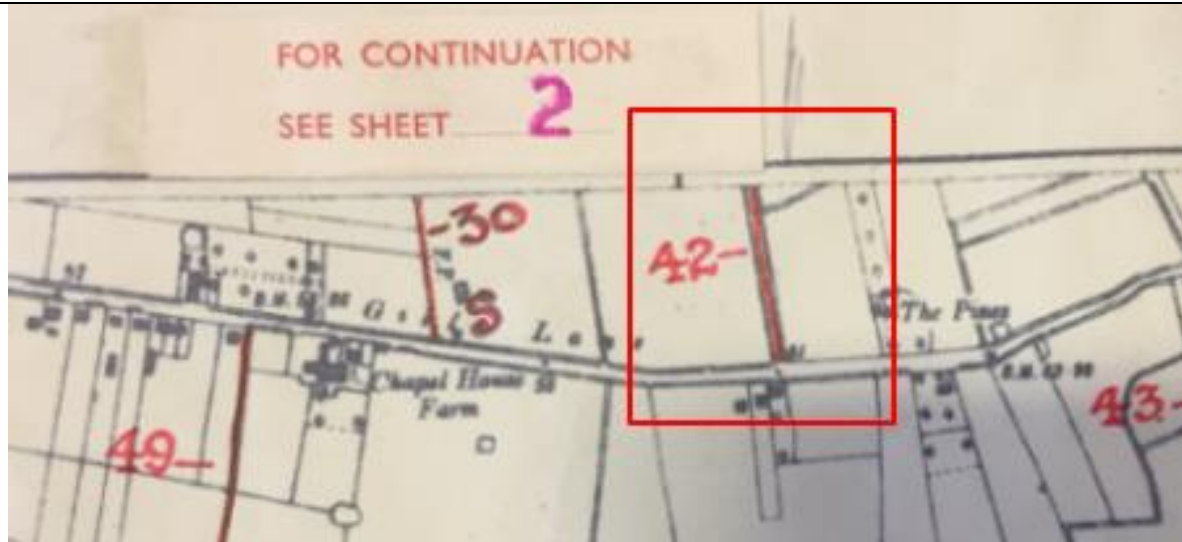 FOR CONTINUATION
SEE SHEET 2
-30
S
42-
The Pines
Chapel House
Farm
L a n e
49-
43-